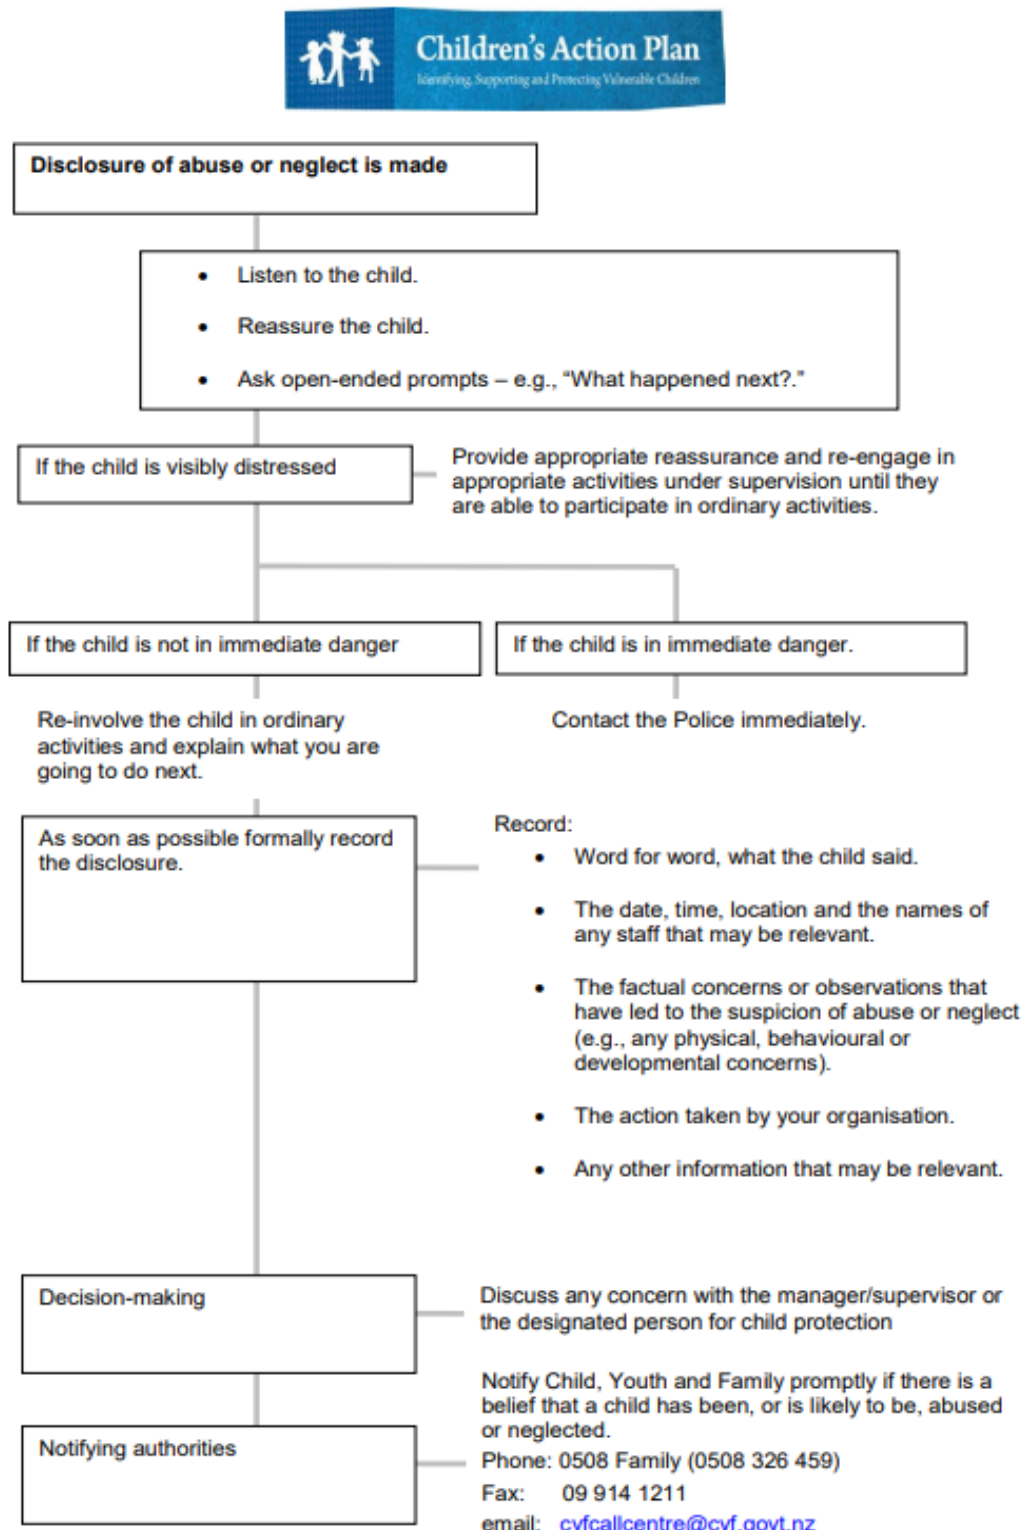 Children's Action Plan
Identifying, Supporting and Protecting Vulnerable Children
Disclosure of abuse or neglect is made
• Listen to the child.
• Reassure the child.
• Ask open-ended prompts – e.g., “What happened next?.”
If the child is visibly distressed
Provide appropriate reassurance and re-engage in
appropriate activities under supervision until they
are able to participate in ordinary activities.
If the child is not in immediate danger
If the child is in immediate danger.
Re-involve the child in ordinary
activities and explain what you are
going to do next.
Contact the Police immediately.
As soon as possible formally record
the disclosure.
Record:
• Word for word, what the child said.
• The date, time, location and the names of
any staff that may be relevant.
• The factual concerns or observations that
have led to the suspicion of abuse or neglect
(e.g., any physical, behavioural or
developmental concerns).
• The action taken by your organisation.
• Any other information that may be relevant.
Decision-making
Discuss any concern with the manager/supervisor or
the designated person for child protection
Notifying authorities
Notify Child, Youth and Family promptly if there is a
belief that a child has been, or is likely to be, abused
or neglected.
Phone: 0508 Family (0508 326 459)
Fax: 09 914 1211
email: cyfcallcentre@cyf.govt.nz